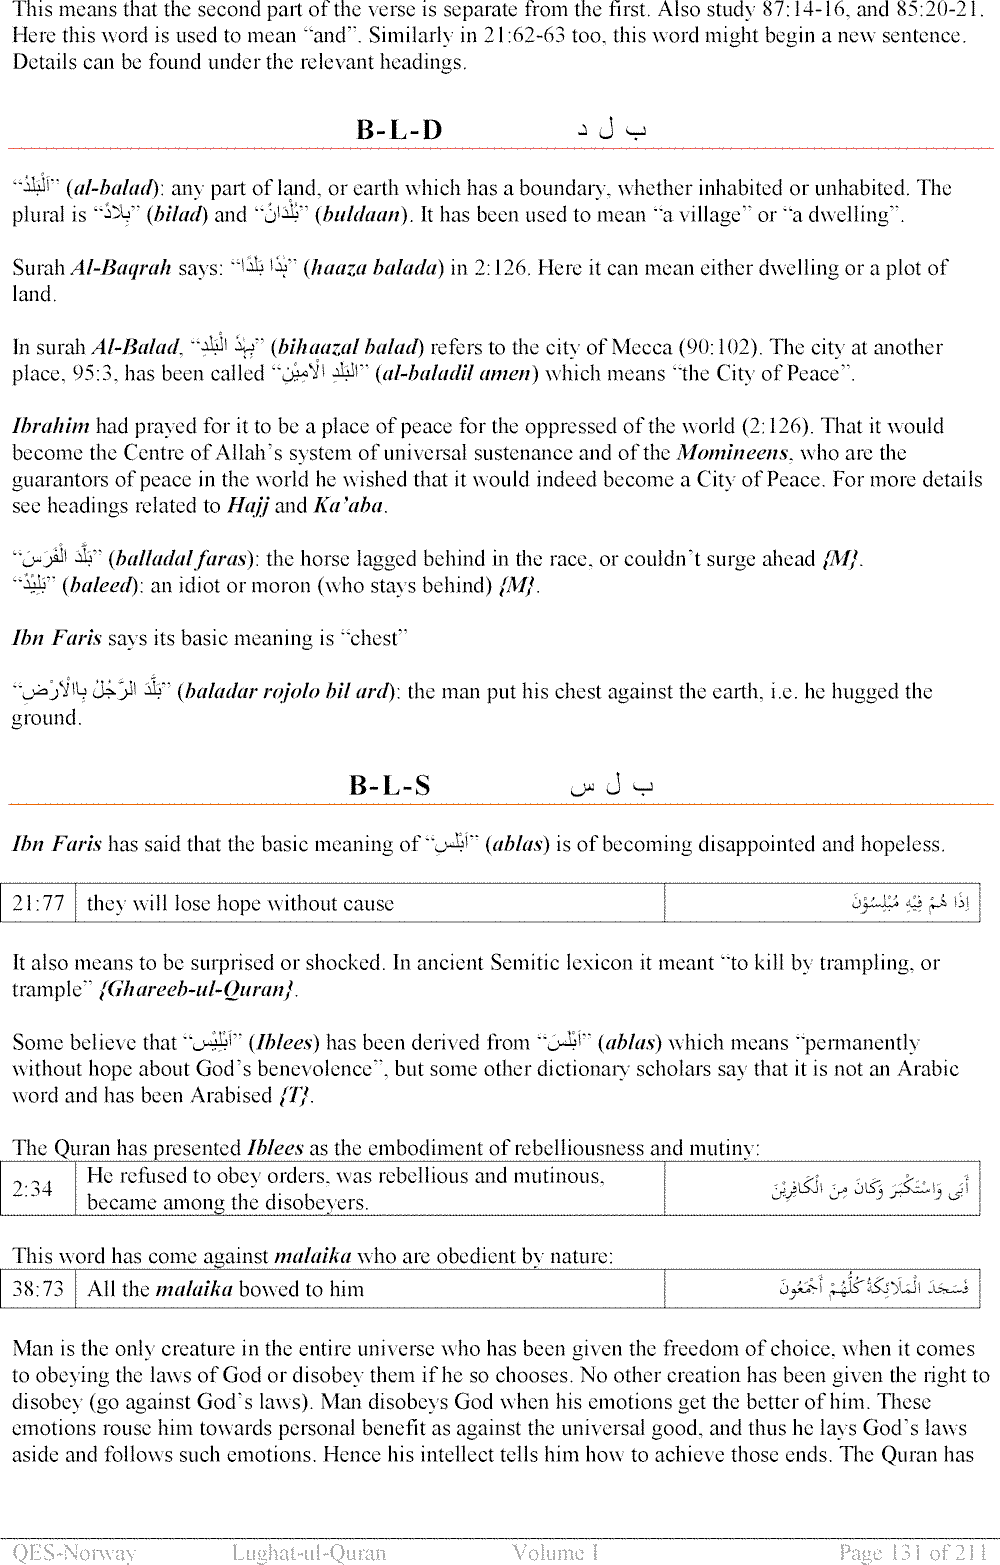 This means that the second part of the verse is separate from the first. Also study 87:14-16, and 85:20-21.
Here this word is used to mean “and”. Similarly in 21:62-63 too, this word might begin a new sentence.
Details can be found under the relevant headings.
B-L-D ب ل د
“اَلْبَلَدُ” (al-balad): any part of land, or earth which has a boundary, whether inhabited or unhabited. The
plural is “بِلَادٌ” (bilad) and “بُلْدَانٌ” (buldaan). It has been used to mean “a village” or “a dwelling”.
Surah Al-Baqrah says: “ہٰذَا بَلَدًا” (haaza balada) in 2:126. Here it can mean either dwelling or a plot of
land.
In surah Al-Balad, “بِہٰذَ الْبَلَدِ” (bihaazal balad) refers to the city of Mecca (90:102). The city at another
place, 95:3, has been called “الْبَلَدِ الْاَمِيْنِ” (al-baladil amen) which means “the City of Peace”.
Ibrahim had prayed for it to be a place of peace for the oppressed of the world (2:126). That it would
become the Centre of Allah’s system of universal sustenance and of the Momineens, who are the
guarantors of peace in the world he wished that it would indeed become a City of Peace. For more details
see headings related to Hajj and Ka’aba.
“بَلَّدَ الْفَرَسَ” (balladal faras): the horse lagged behind in the race, or couldn’t surge ahead {M}.
“بَلِيْدٌ” (baleed): an idiot or moron (who stays behind) {M}.
Ibn Faris says its basic meaning is “chest”
“بَلَّدَ الرَّجُلُ بِاالْاَرْضِ” (baladar rojolo bil ard): the man put his chest against the earth, i.e. he hugged the
ground.
B-L-S ب ل س
Ibn Faris has said that the basic meaning of “اَبْلَسِ” (ablas) is of becoming disappointed and hopeless.
21:77 they will lose hope without cause اِذَا هُمْ فِيْهِ مُبْلِسُوْنَ
It also means to be surprised or shocked. In ancient Semitic lexicon it meant “to kill by trampling, or
trample” {Ghareeb-ul-Quran}.
Some believe that “اَبْلِيْس” (Iblees) has been derived from “اَبْلَسَ” (ablas) which means “permanently
without hope about God’s benevolence”, but some other dictionary scholars say that it is not an Arabic
word and has been Arabised {T}.
The Quran has presented Iblees as the embodiment of rebelliousness and mutiny:
2:34 He refused to obey orders, was rebellious and mutinous, أَبَى وَاسْتَكْبَرَ وَكَانَ مِنَ الْكَافِرِيْنَ
became among the disobeyers.
This word has come against malaika who are obedient by nature:
38:73 All the malaika bowed to him فَسَجَدَ الْمَلَائِكَةُ كُلُّهُمْ أَجْمَعُونَ
Man is the only creature in the entire universe who has been given the freedom of choice, when it comes
to obeying the laws of God or disobey them if he so chooses. No other creation has been given the right to
disobey (go against God’s laws). Man disobeys God when his emotions get the better of him. These
emotions rouse him towards personal benefit as against the universal good, and thus he lays God’s laws
aside and follows such emotions. Hence his intellect tells him how to achieve those ends. The Quran has
QES-Norway Lughat-ul-Quran Volume I Page 131 of 211